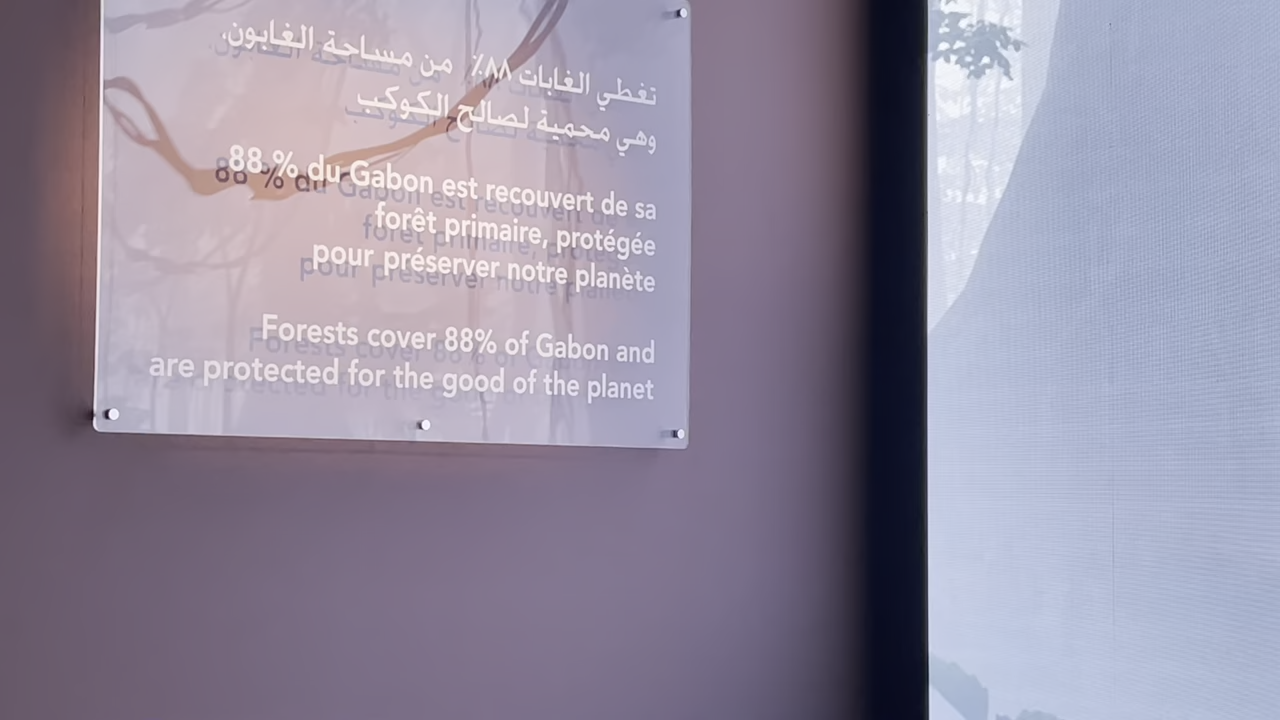 تغطي الغابات ٨٨٪ من مساحة الغابون.
وهي محمية لصالح الكوكب
88 % du Gabon est recouvert de sa
forêt primaire, protégée
pour préserver notre planète
Forests cover 88% of Gabon and
are protected for the good of the planet